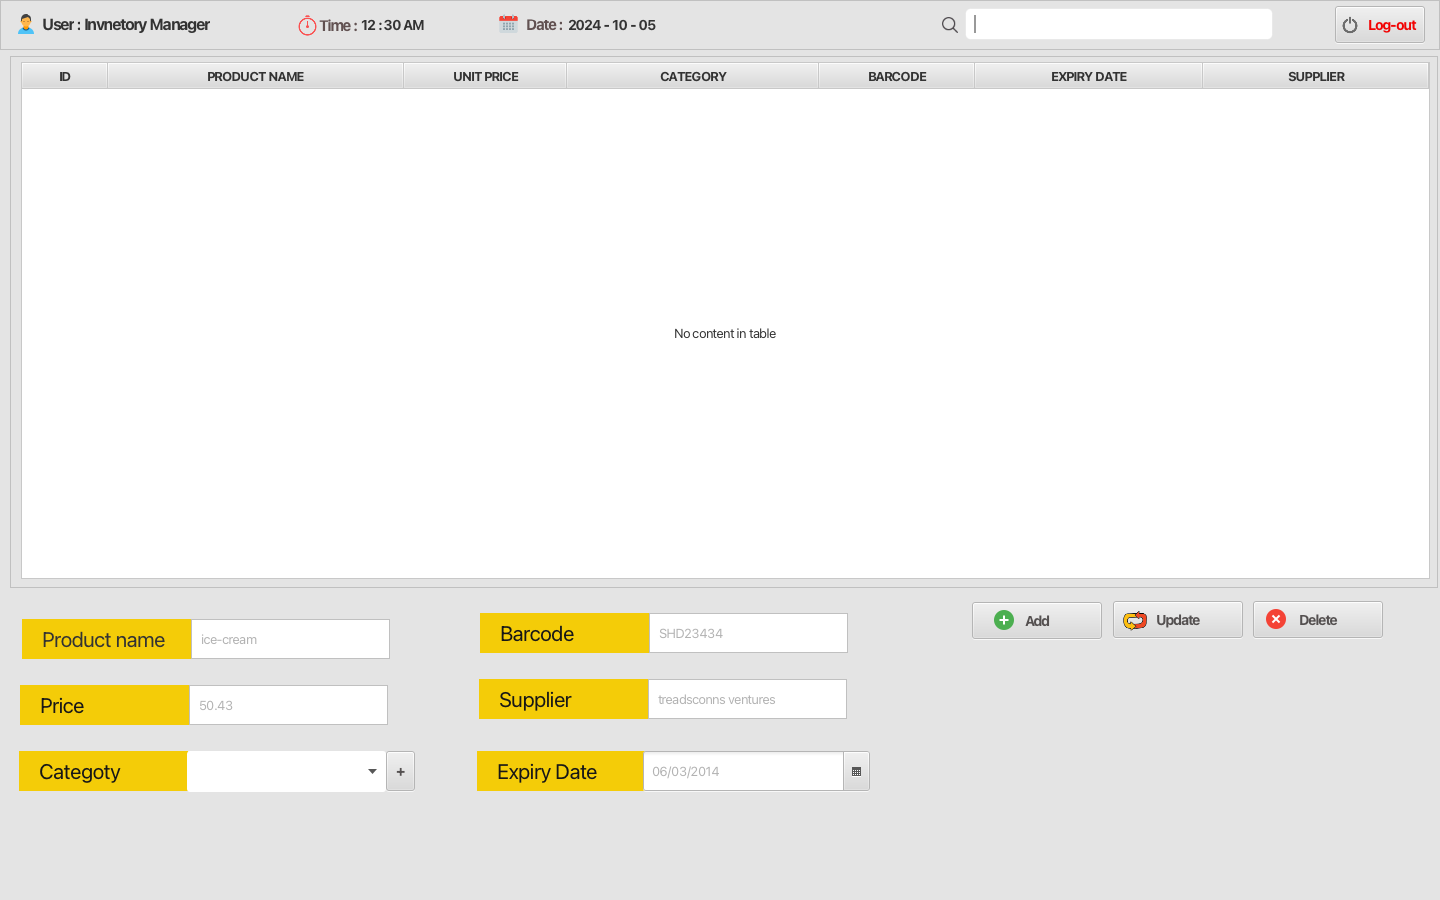 User : Invnetory Manager Time : 12 : 30 AM Date : 2024 - 10 - 05 Log-out
ID PRODUCT NAME UNIT PRICE CATEGORY BARCODE EXPIRY DATE SUPPLIER
No content in table
Product name ice-cream Barcode SHD23434 Add Update Delete
Price 50.43 Supplier treadsconns ventures
Categoty + Expiry Date 06/03/2014